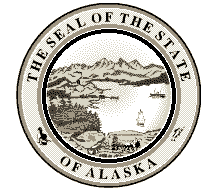 THE SEAL OF THE STATE
OF ALASKA